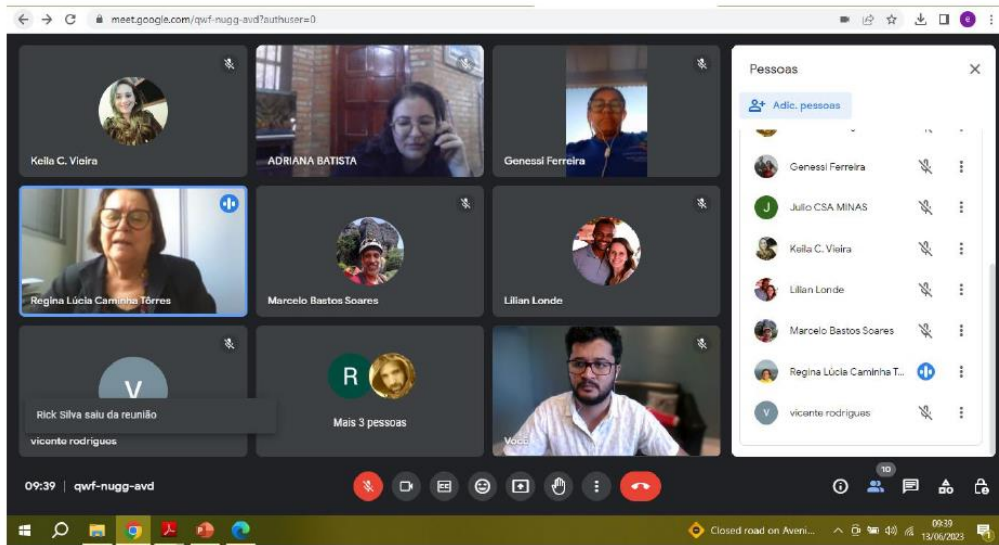 meet.google.com/qwf-nugg-avd?authuser=0
e
Keila C. Vieira
ADRIANA BATISTA
Genessi Ferreira
Regina Lúcia Caminha Tôrres
Marcelo Bastos Soares
Lilian Londe
V
Rick Silva saiu da reunião
vicente rodrigues
R
Mais 3 pessoas
Você
Pessoas
Adic. pessoas
Genessi Ferreira
J
Julio CSA MINAS
Keila C. Vieira
Lilian Londe
Marcelo Bastos Soares
Regina Lúcia Caminha T...
V
vicente rodrigues
09:39 | qwf-nugg-avd
CC
10
Closed road on Aveni...
09:39
13/06/2023